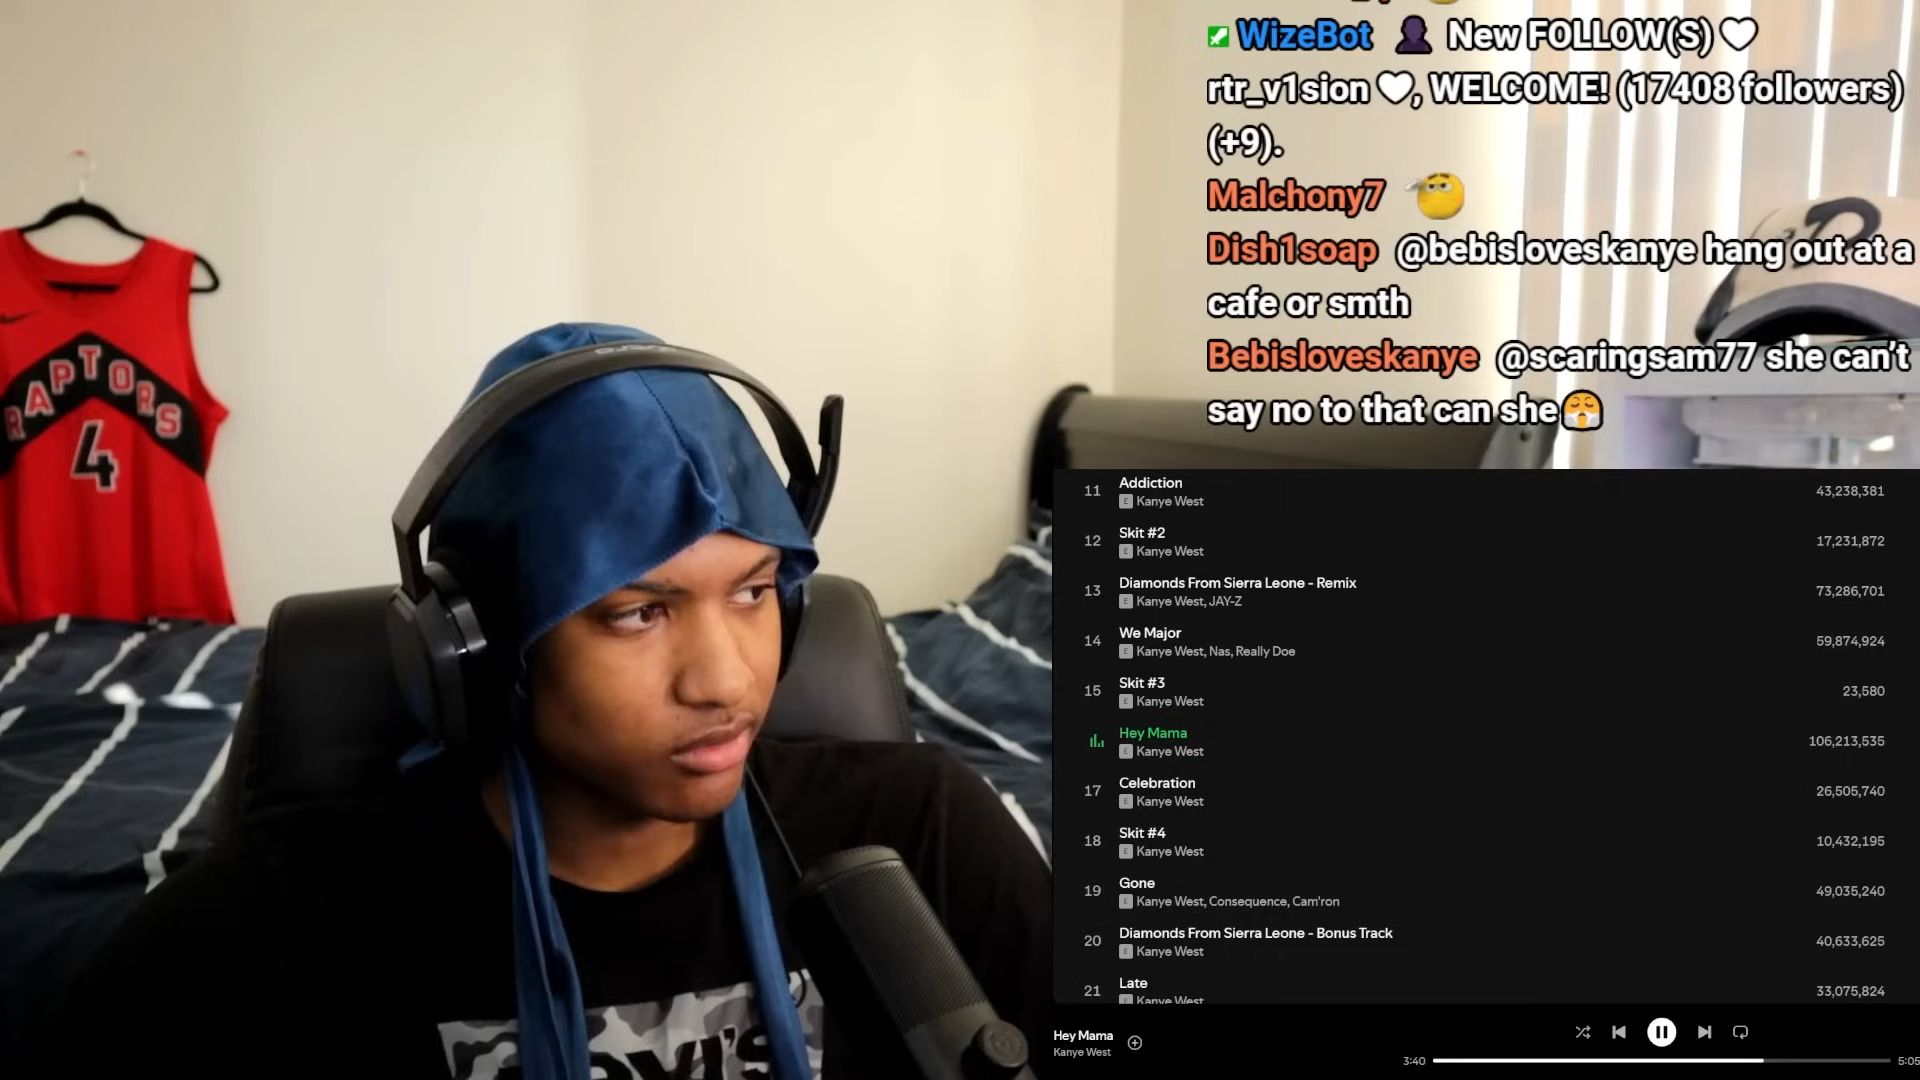 WizeBot New FOLLOW(S)
rtr_v1sion , WELCOME! (17408 followers)
(+9).
Malchony7
Dish1soap @bebisloveskanye hang out at a
cafe or smth
Bebisloveskanye @scaringsam77 she can't
say no to that can she
RAPTORS
4
11 Addiction 43,238,381
E Kanye West
12 Skit #2 17,231,872
E Kanye West
13 Diamonds From Sierra Leone - Remix 73,286,701
E Kanye West, JAY-Z
14 We Major 59,874,924
E Kanye West, Nas, Really Doe
15 Skit #3 23,580
E Kanye West
Hey Mama 106,213,535
E Kanye West
17 Celebration 26,505,740
E Kanye West
18 Skit #4 10,432,195
E Kanye West
19 Gone 49,035,240
E Kanye West, Consequence, Cam'ron
20 Diamonds From Sierra Leone - Bonus Track 40,633,625
E Kanye West
21 Late 33,075,824
E Kanye West
Hey Mama
Kanye West
3:40 5:05